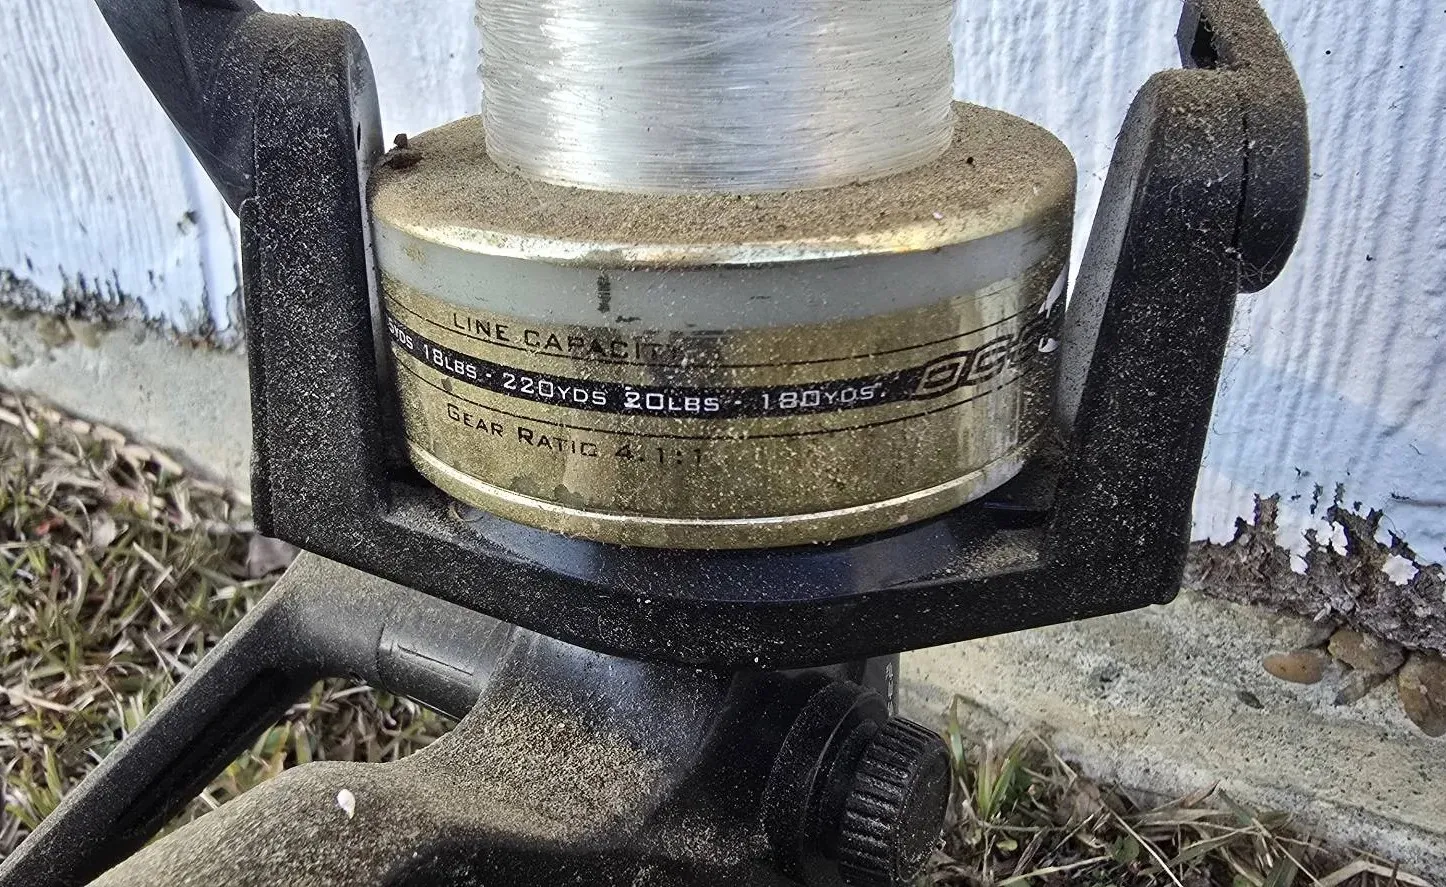 LINE CAPACITY
YDS 18LBS - 220YDS 20LBS - 180YDS.
GEAR RATIO 4.1:1